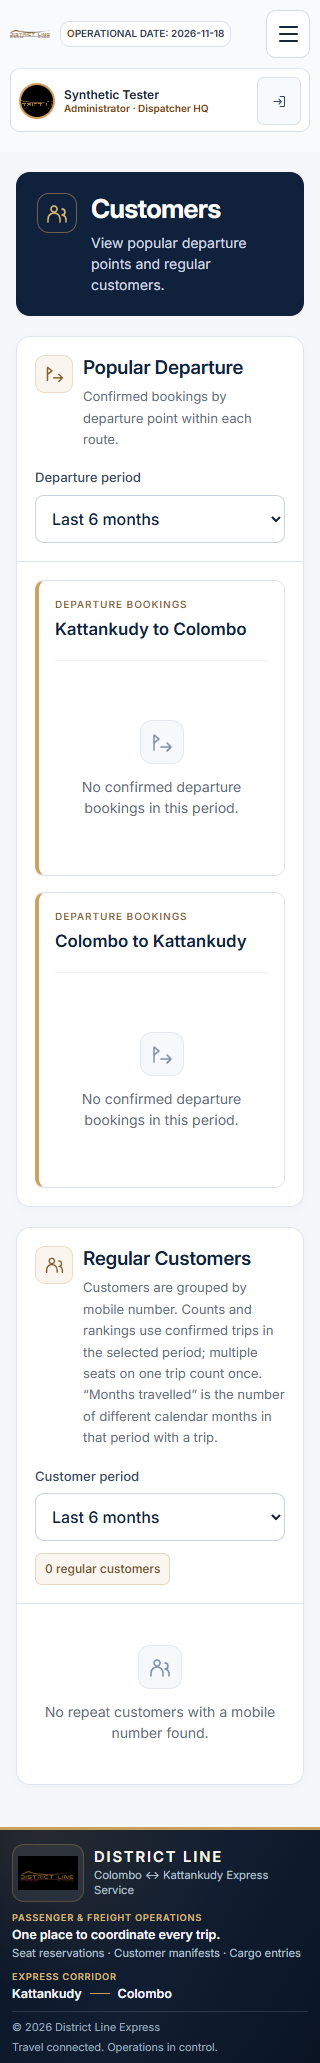 DISTRICT LINE
OPERATIONAL DATE: 2026-11-18
Synthetic Tester
Administrator · Dispatcher HQ
Customers
View popular departure
points and regular
customers.
Popular Departure
Confirmed bookings by
departure point within each
route.
Departure period
Last 6 months
DEPARTURE BOOKINGS
Kattankudy to Colombo
No confirmed departure
bookings in this period.
DEPARTURE BOOKINGS
Colombo to Kattankudy
No confirmed departure
bookings in this period.
Regular Customers
Customers are grouped by
mobile number. Counts and
rankings use confirmed trips in
the selected period; multiple
seats on one trip count once.
“Months travelled” is the number
of different calendar months in
that period with a trip.
Customer period
Last 6 months
0 regular customers
No repeat customers with a mobile
number found.
DISTRICT LINE
DISTRICT LINE
Colombo ↔ Kattankudy Express
Service
PASSENGER & FREIGHT OPERATIONS
One place to coordinate every trip.
Seat reservations · Customer manifests · Cargo entries
EXPRESS CORRIDOR
Kattankudy — Colombo
© 2026 District Line Express
Travel connected. Operations in control.